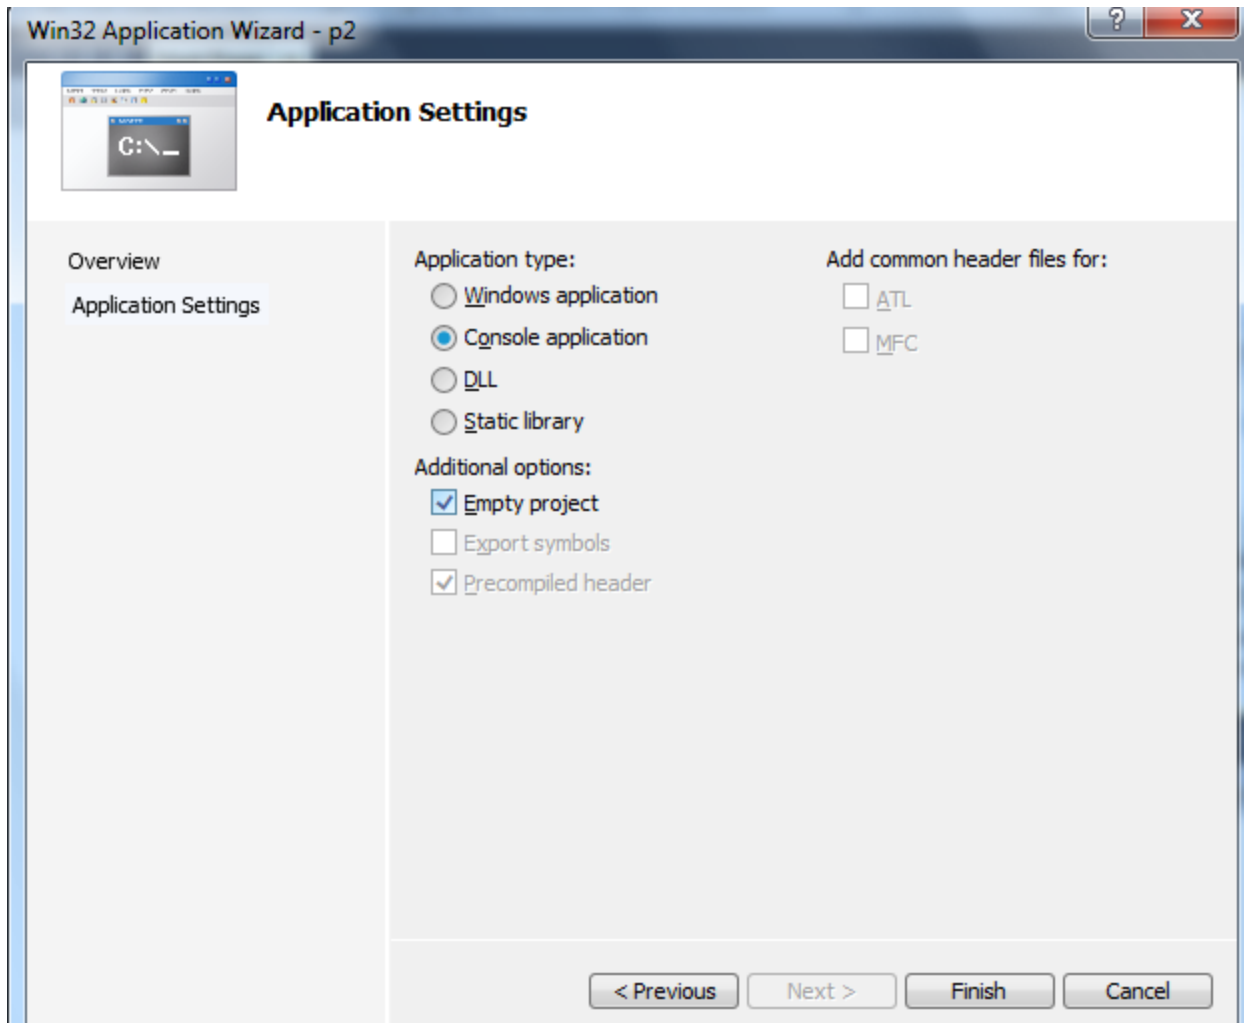 Win32 Application Wizard - p2
?
X
C:\_
Application Settings
Overview
Application Settings
Application type:
Windows application
Console application
DLL
Static library
Additional options:
Empty project
Export symbols
Precompiled header
Add common header files for:
ATL
MFC
< Previous
Next >
Finish
Cancel